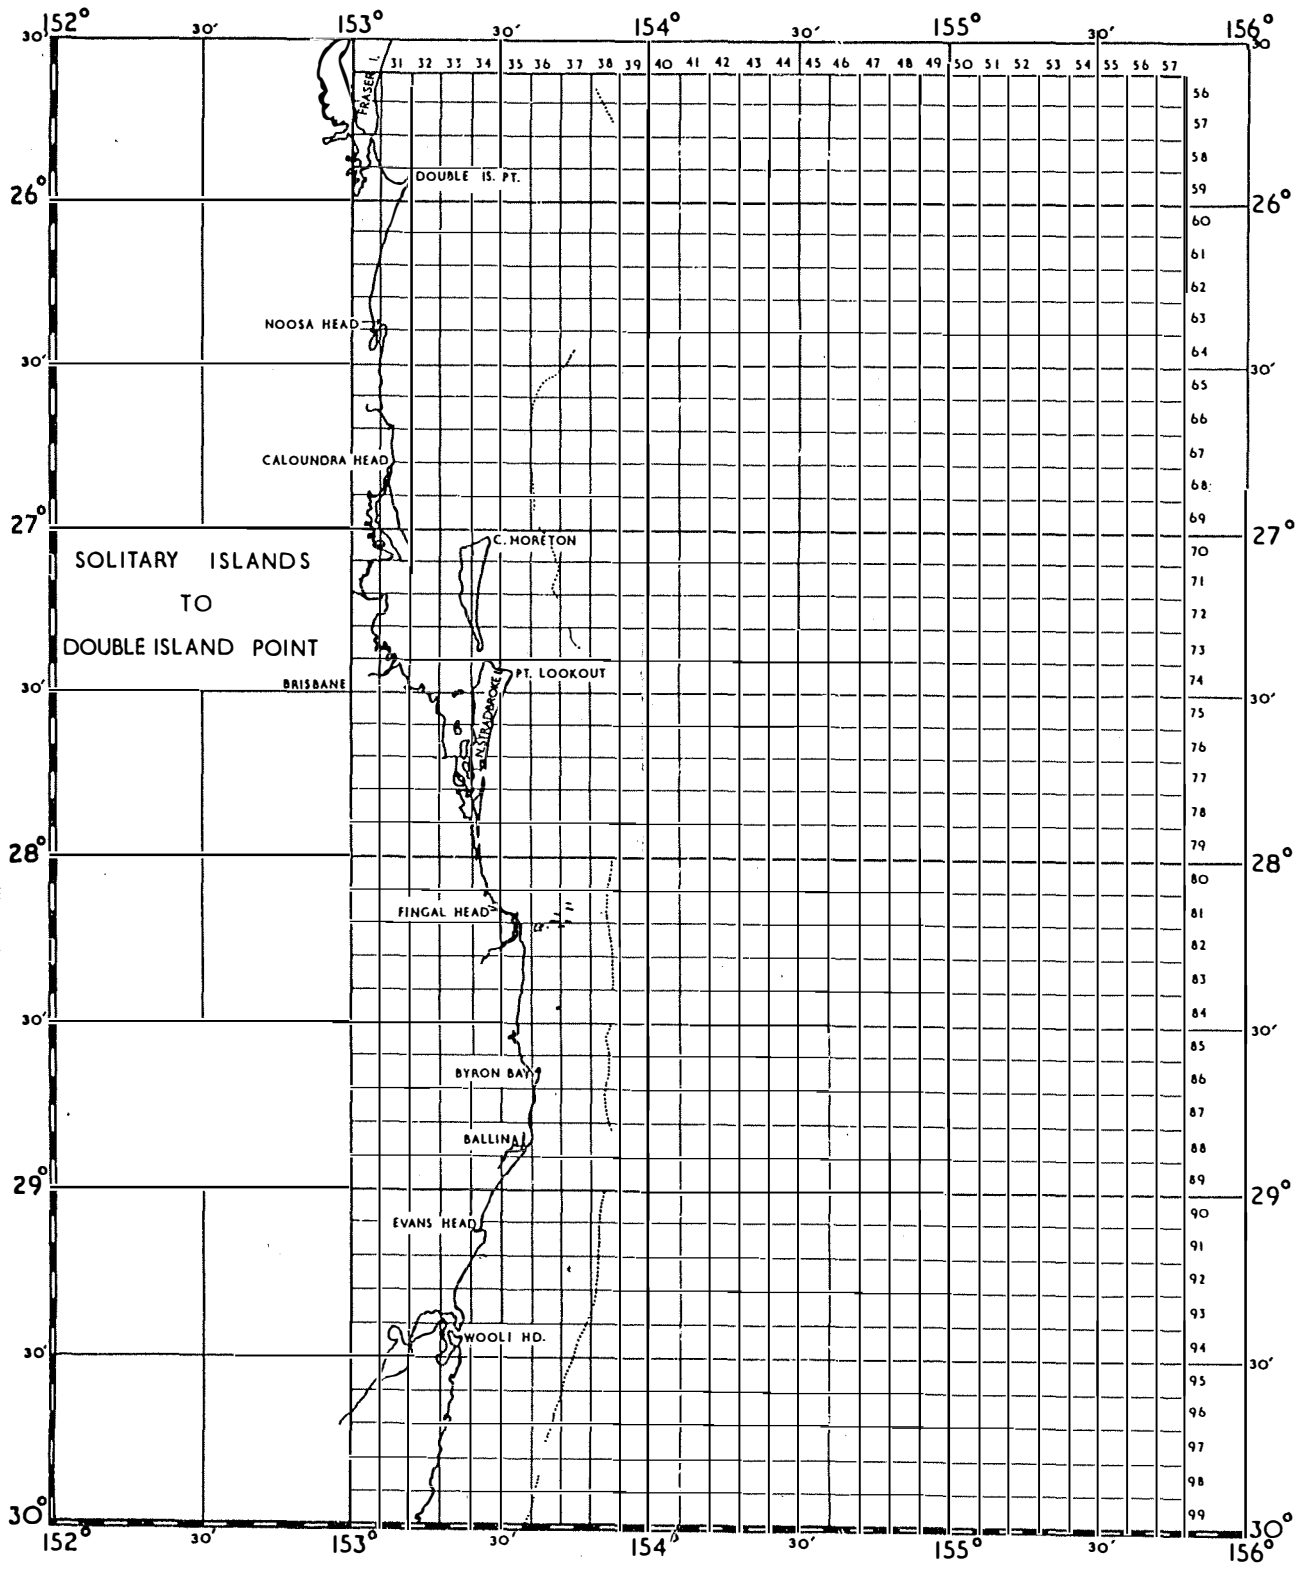 152° 30′ 153° 30′ 154° 30′ 155° 30′ 156°
30′ 30
31 32 33 34 35 36 37 38 39 40 41 42 43 44 45 46 47 48 49 50 51 52 53 54 55 56 57
FRASER I.
56
57
58
DOUBLE IS. PT.
59
26° 26°
60
61
62
NOOSA HEAD 63
64
30′ 30′
65
66
CALOUNDRA HEAD 67
68
69
27° 27°
C. HORETON
70
SOLITARY ISLANDS
71
TO
72
DOUBLE ISLAND POINT
73
PT. LOOKOUT
74
BRISBANE
30′ 30′
N.STRADBROKE I.
75
76
77
78
79
28° 28°
80
FINGAL HEAD 81
82
83
84
30′ 30′
85
BYRON BAY 86
87
BALLINA 88
89
29° 29°
90
EVANS HEAD
91
92
93
WOOLI HD.
94
30′ 30′
95
96
97
98
99
30° 30°
152° 30′ 153° 30′ 154° 30′ 155° 30′ 156°